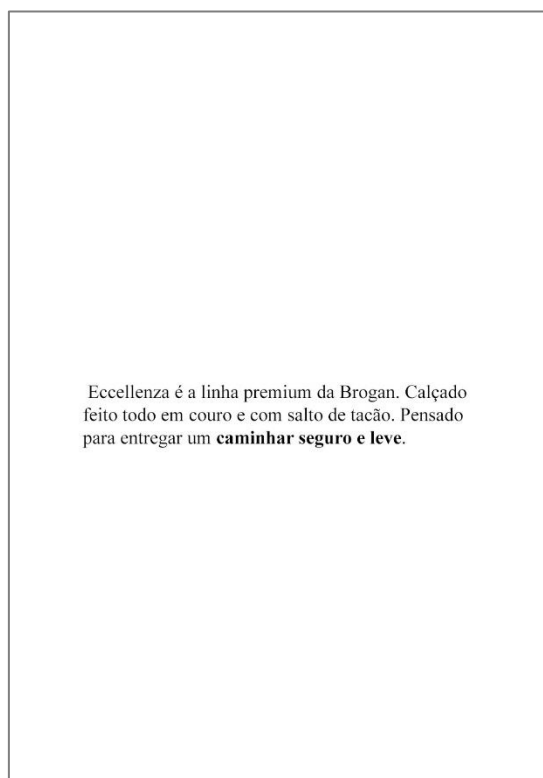 Eccellenza é a linha premium da Brogan. Calçado
feito todo em couro e com salto de tacão. Pensado
para entregar um caminhar seguro e leve.